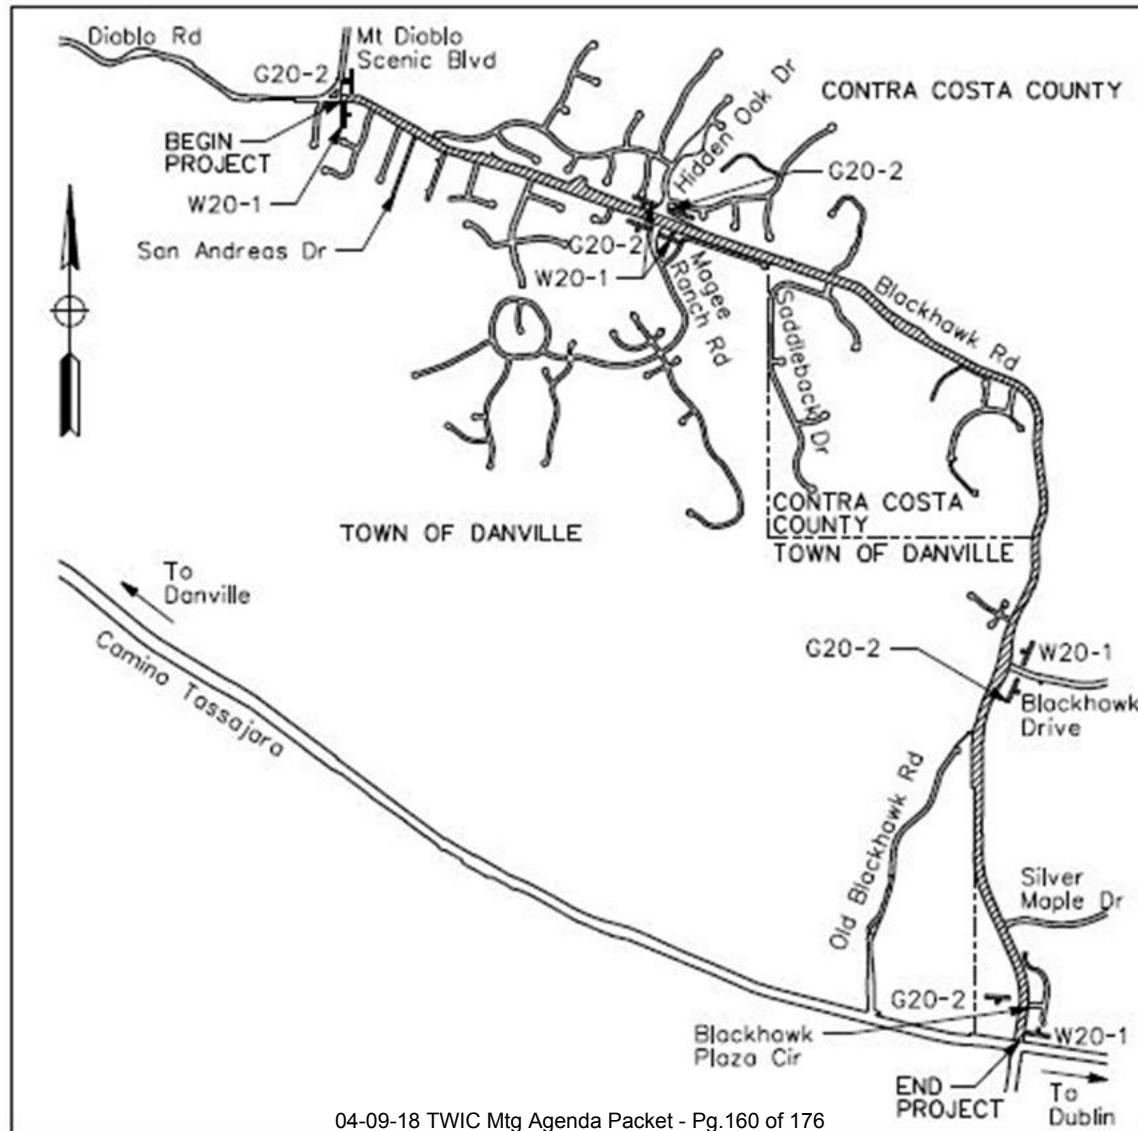 Diablo Rd
Mt Diablo
Scenic Blvd
G20-2
BEGIN
PROJECT
W20-1
San Andreas Dr
Hidden Oak Dr
CONTRA COSTA COUNTY
G20-2
G20-2
W20-1
Magee
Ranch Rd
Saddleback Dr
Blackhawk Rd
TOWN OF DANVILLE
CONTRA COSTA
COUNTY
TOWN OF DANVILLE
To
Danville
Camino Tassajara
G20-2
W20-1
Blackhawk
Drive
Old Blackhawk Rd
Silver
Maple Dr
G20-2
Blackhawk
Plaza Cir
W20-1
END
PROJECT
To
Dublin
04-09-18 TWIC Mtg Agenda Packet - Pg.160 of 176